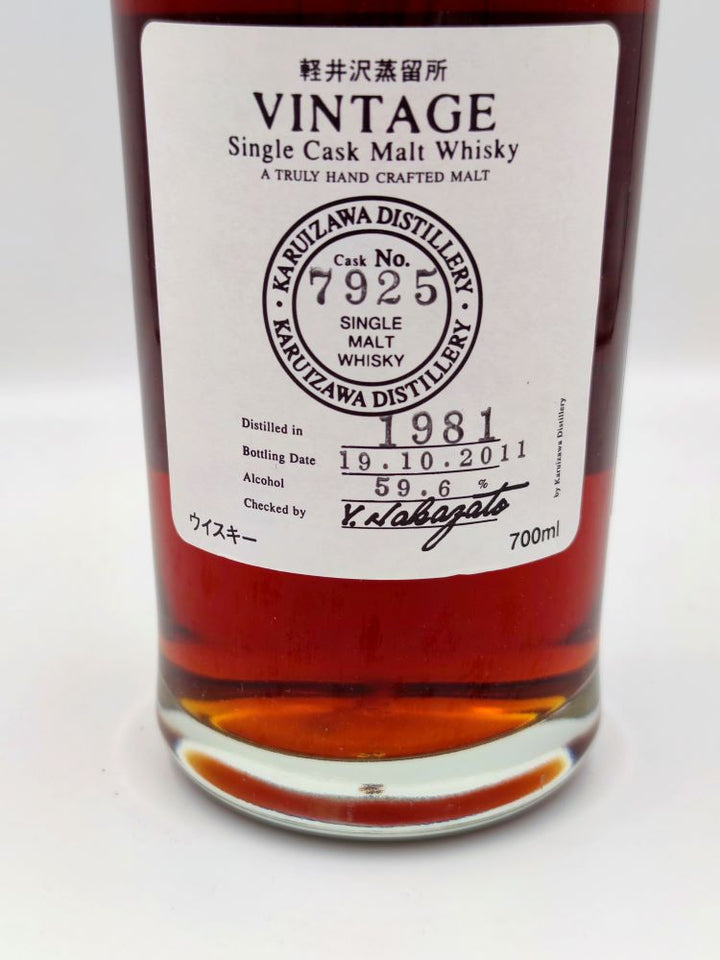 軽井沢蒸留所
VINTAGE
Single Cask Malt Whisky
A TRULY HAND CRAFTED MALT
· KARUIZAWA DISTILLERY ·
Cask No.
7925
SINGLE
MALT
WHISKY
KARUIZAWA DISTILLERY
Distilled in 1981
Bottling Date 19.10.2011
Alcohol 59.6 %
Checked by Y. Nakazato
by Karuizawa Distillery
ウイスキー 700ml